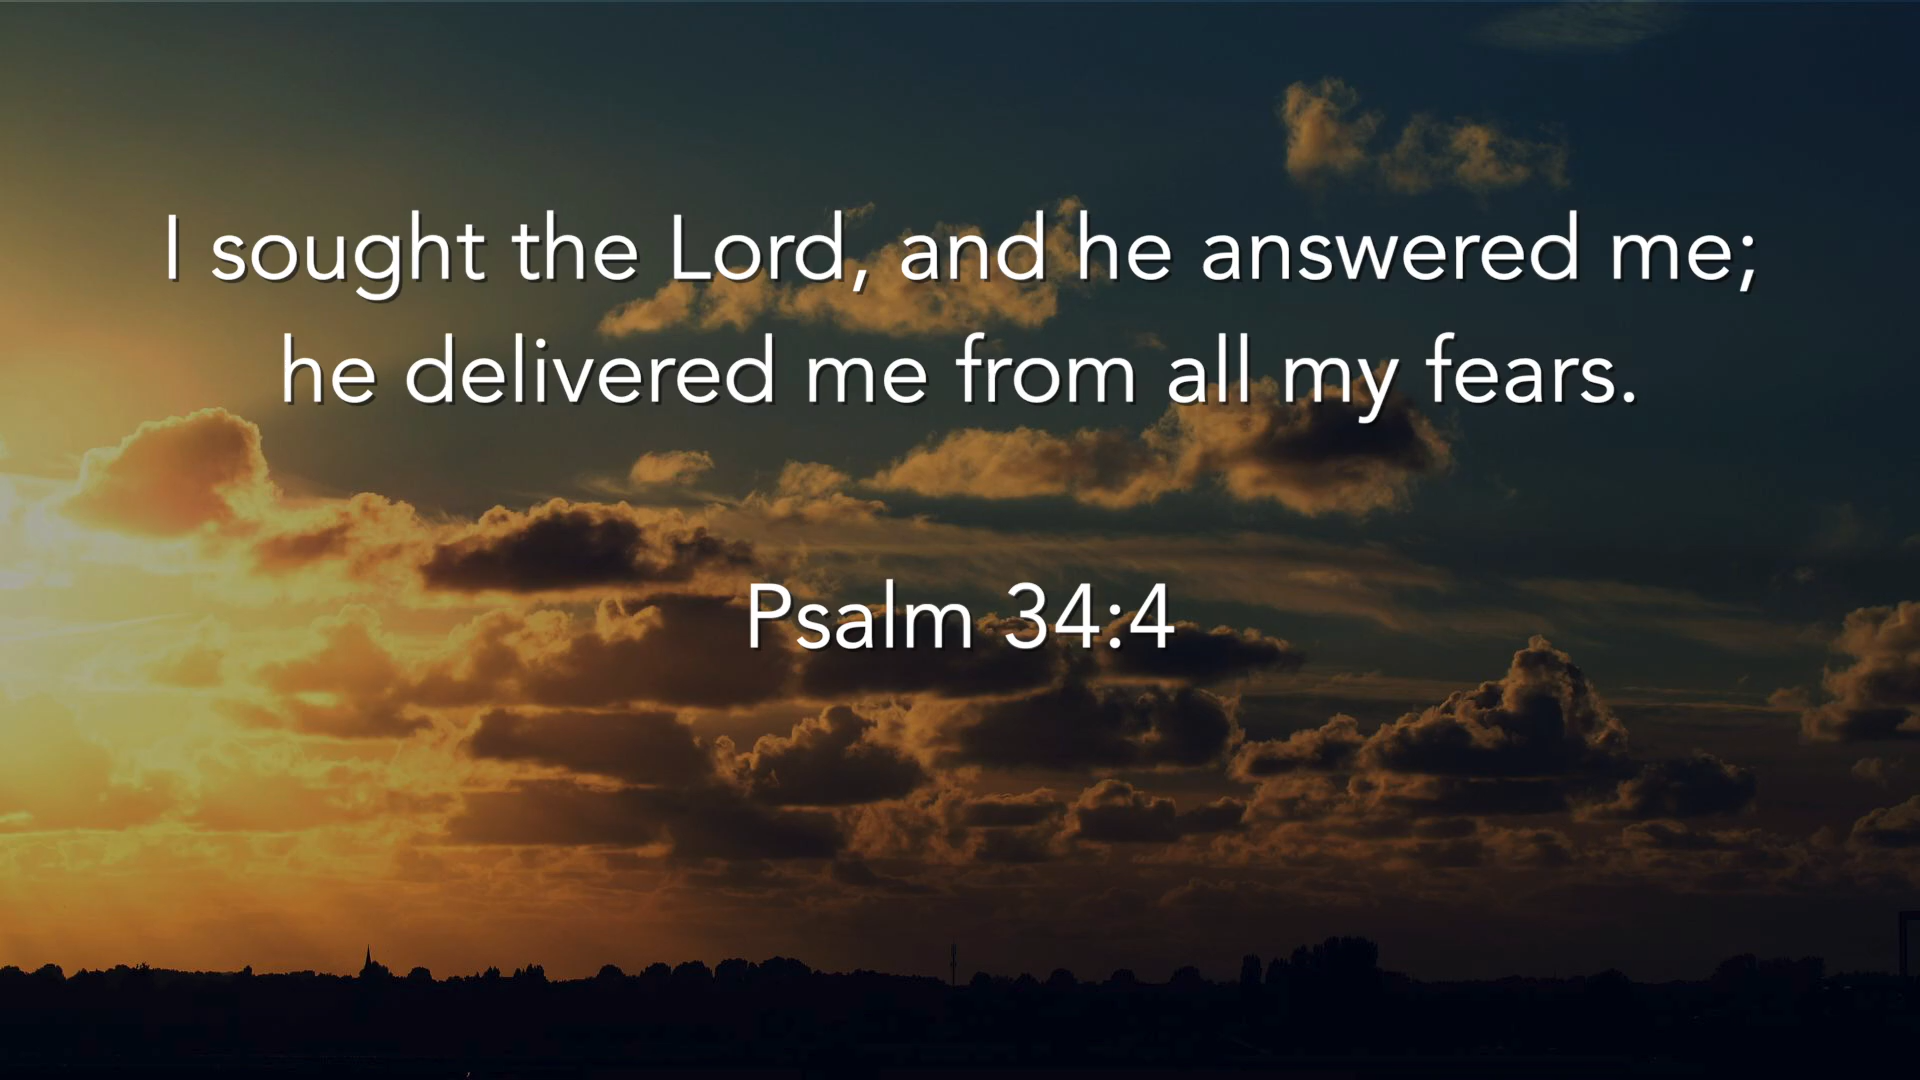 I sought the Lord, and he answered me;
he delivered me from all my fears.
Psalm 34:4